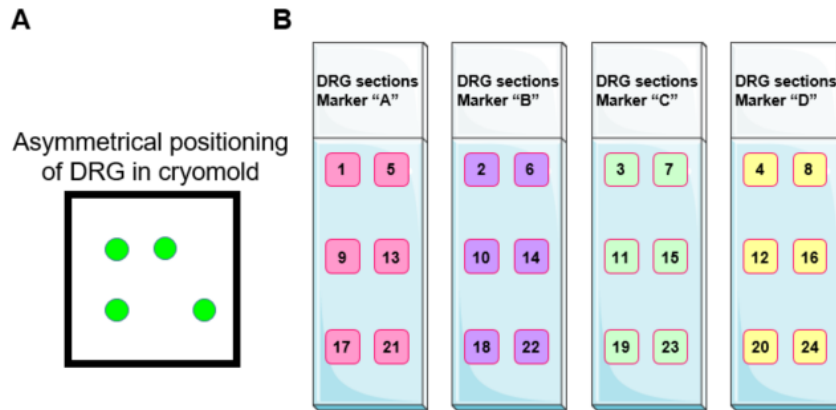 A
Asymmetrical positioning
of DRG in cryomold
B
DRG sections
Marker “A”
1 5
9 13
17 21
DRG sections
Marker “B”
2 6
10 14
18 22
DRG sections
Marker “C”
3 7
11 15
19 23
DRG sections
Marker “D”
4 8
12 16
20 24